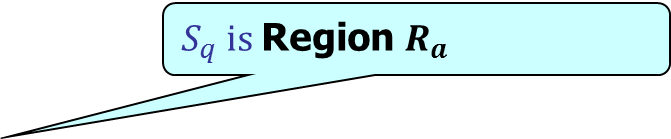 S_q is Region R_a